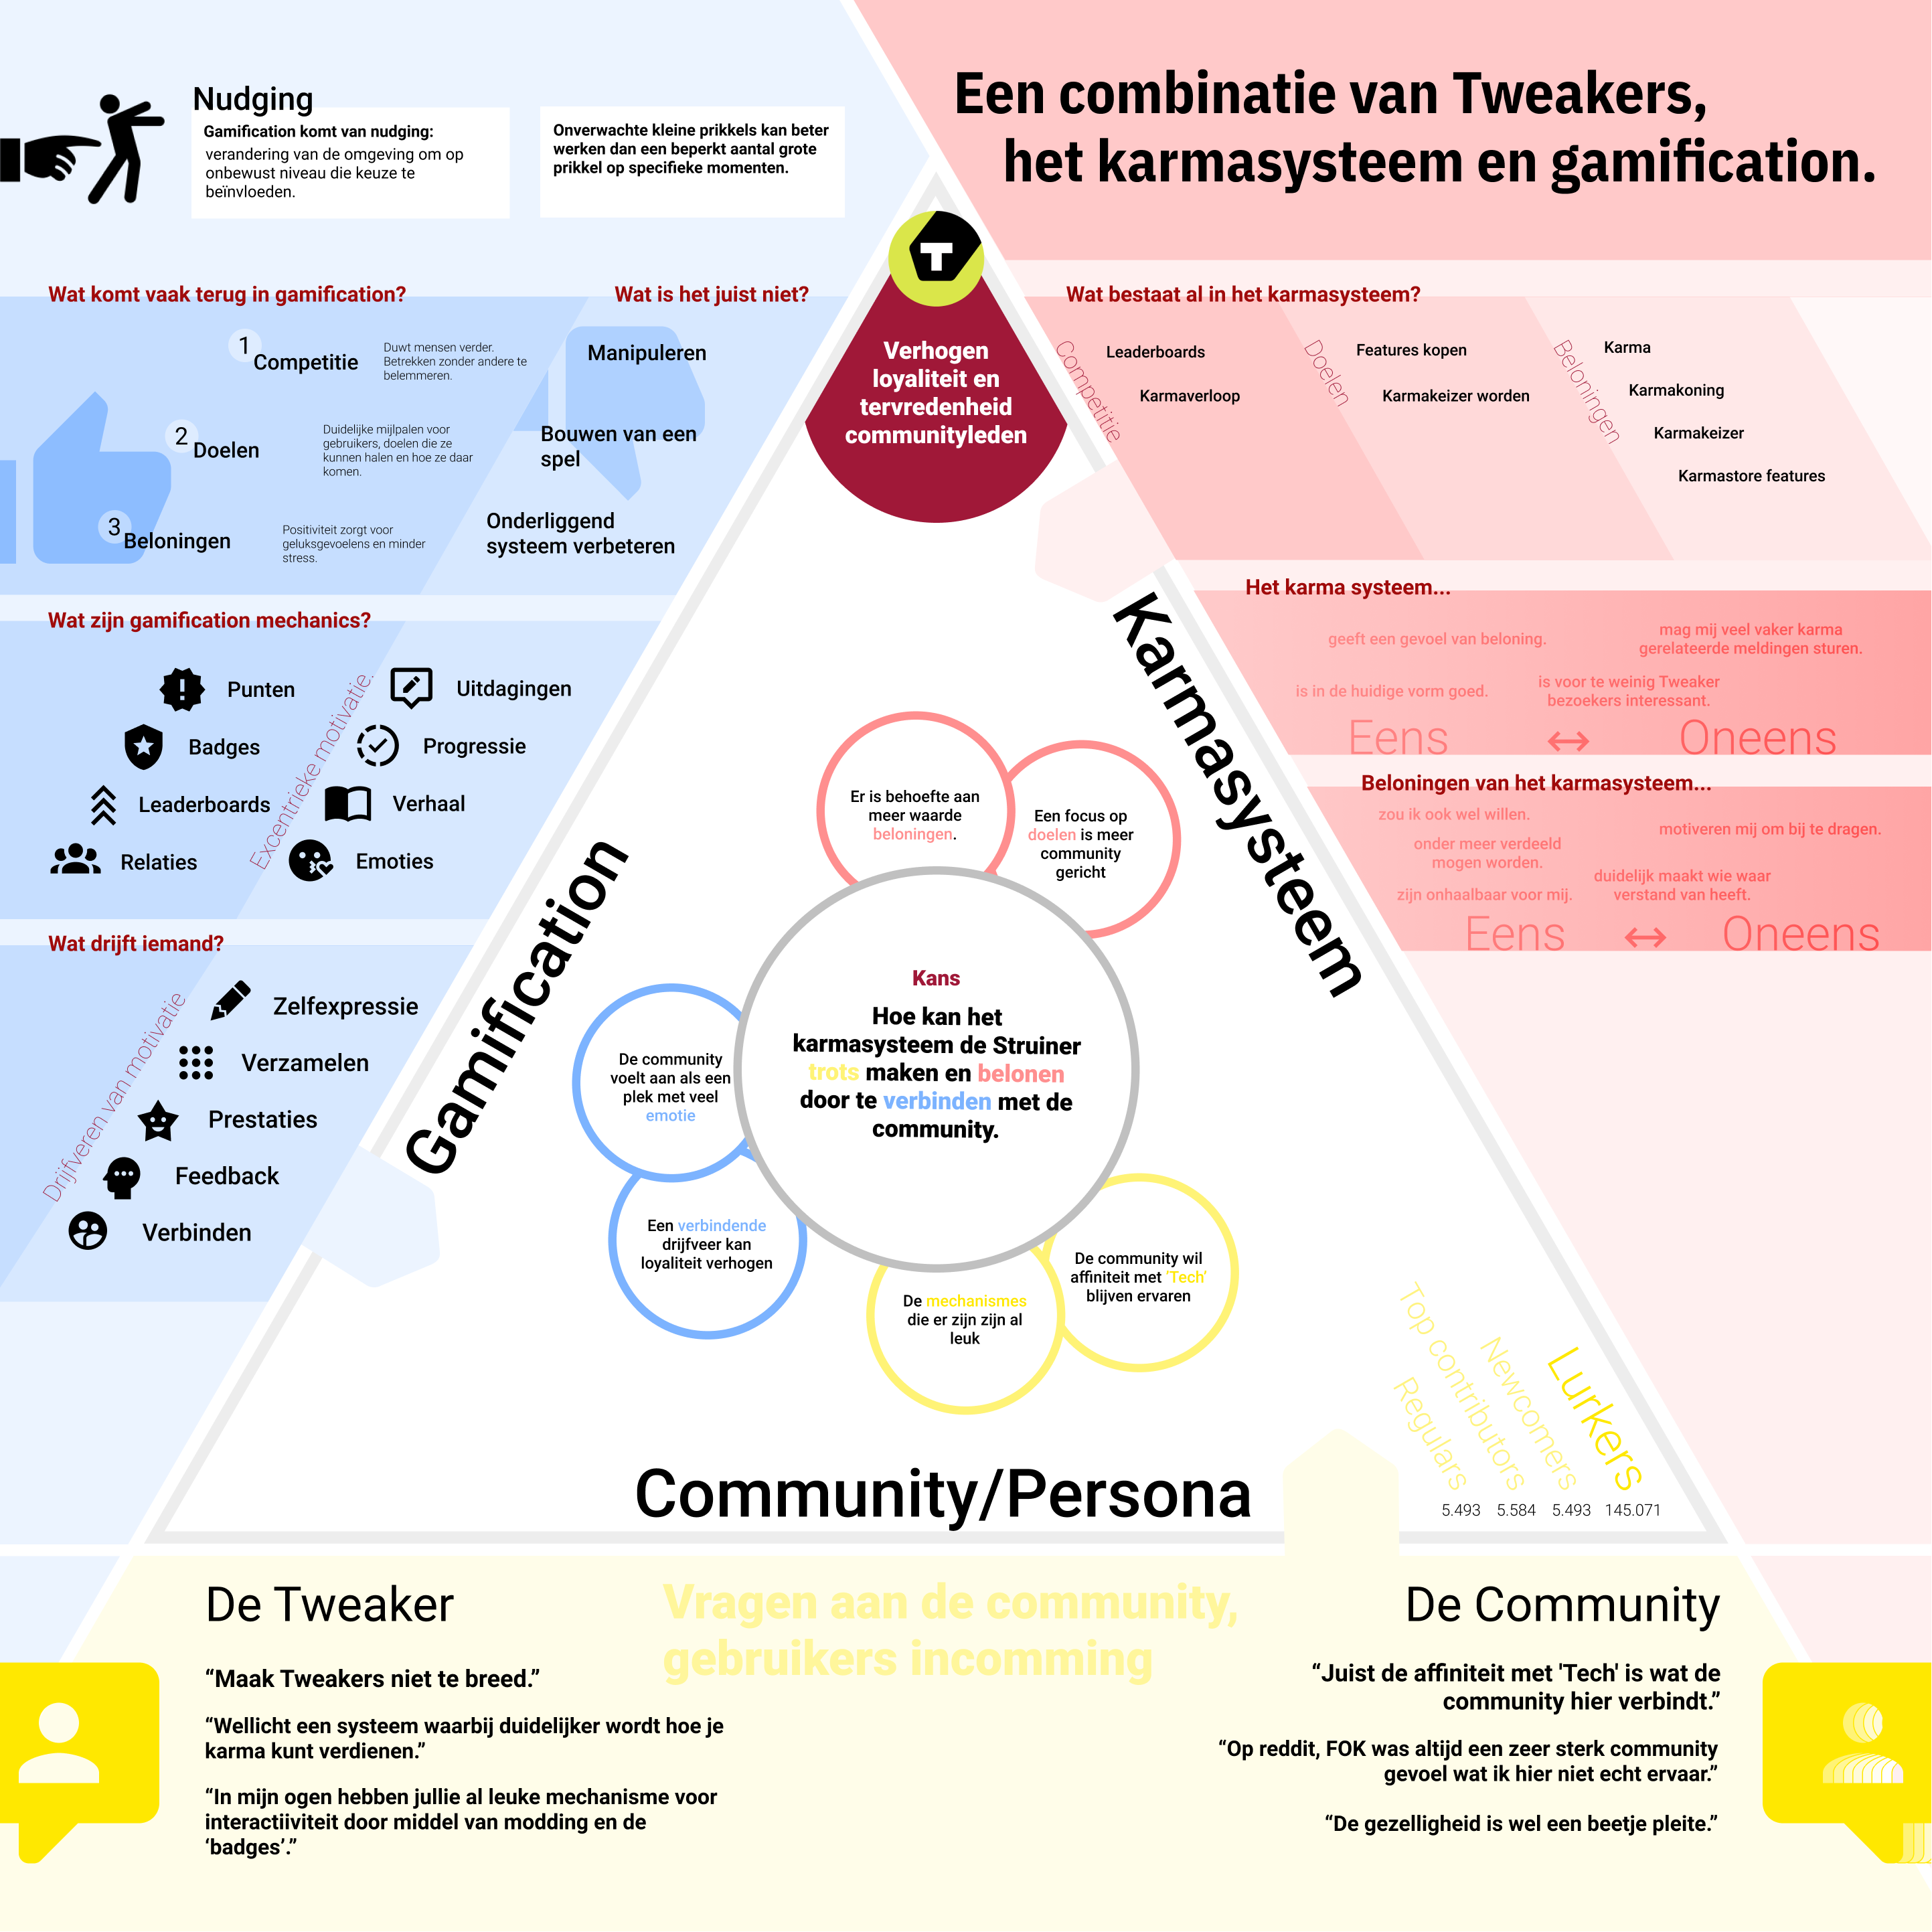 Een combinatie van Tweakers,
het karmasysteem en gamification.
Nudging
Gamification komt van nudging:
verandering van de omgeving om op
onbewust niveau die keuze te
beïnvloeden.
Onverwachte kleine prikkels kan beter
werken dan een beperkt aantal grote
prikkel op specifieke momenten.
Wat komt vaak terug in gamification?
1
Competitie
Duwt mensen verder.
Betrekken zonder andere te
belemmeren.
2
Doelen
Duidelijke mijlpalen voor
gebruikers, doelen die ze
kunnen halen en hoe ze daar
komen.
3
Beloningen
Positiviteit zorgt voor
geluksgevoelens en minder
stress.
Wat is het juist niet?
Manipuleren
Bouwen van een
spel
Onderliggend
systeem verbeteren
Wat zijn gamification mechanics?
Punten
Badges
Leaderboards
Relaties
Excentrieke motivatie.
Uitdagingen
Progressie
Verhaal
Emoties
Wat drijft iemand?
Drijfveren van motivatie
Zelfexpressie
Verzamelen
Prestaties
Feedback
Verbinden
T
Verhogen
loyaliteit en
tervredenheid
communityleden
Wat bestaat al in het karmasysteem?
Competitie
Leaderboards
Karmaverloop
Doelen
Features kopen
Karmakeizer worden
Beloningen
Karma
Karmakoning
Karmakeizer
Karmastore features
Het karma systeem...
geeft een gevoel van beloning.
mag mij veel vaker karma
gerelateerde meldingen sturen.
is in de huidige vorm goed.
is voor te weinig Tweaker
bezoekers interessant.
Eens ↔ Oneens
Beloningen van het karmasysteem...
zou ik ook wel willen.
motiveren mij om bij te dragen.
onder meer verdeeld
mogen worden.
duidelijk maakt wie waar
verstand van heeft.
zijn onhaalbaar voor mij.
Eens ↔ Oneens
Gamification
Karmasysteem
Er is behoefte aan
meer waarde
beloningen.
Een focus op
doelen is meer
community
gericht
Kans
Hoe kan het
karmasysteem de Struiner
trots maken en belonen
door te verbinden met de
community.
De community
voelt aan als een
plek met veel
emotie
Een verbindende
drijfveer kan
loyaliteit verhogen
De mechanismes
die er zijn zijn al
leuk
De community wil
affiniteit met 'Tech'
blijven ervaren
Community/Persona
Regulars
Top contributors
Newcomers
Lurkers
5.493 5.584 5.493 145.071
De Tweaker
“Maak Tweakers niet te breed.”
“Wellicht een systeem waarbij duidelijker wordt hoe je
karma kunt verdienen.”
“In mijn ogen hebben jullie al leuke mechanisme voor
interactiiviteit door middel van modding en de
‘badges’.”
Vragen aan de community,
gebruikers incomming
De Community
“Juist de affiniteit met 'Tech' is wat de
community hier verbindt.”
“Op reddit, FOK was altijd een zeer sterk community
gevoel wat ik hier niet echt ervaar.”
“De gezelligheid is wel een beetje pleite.”